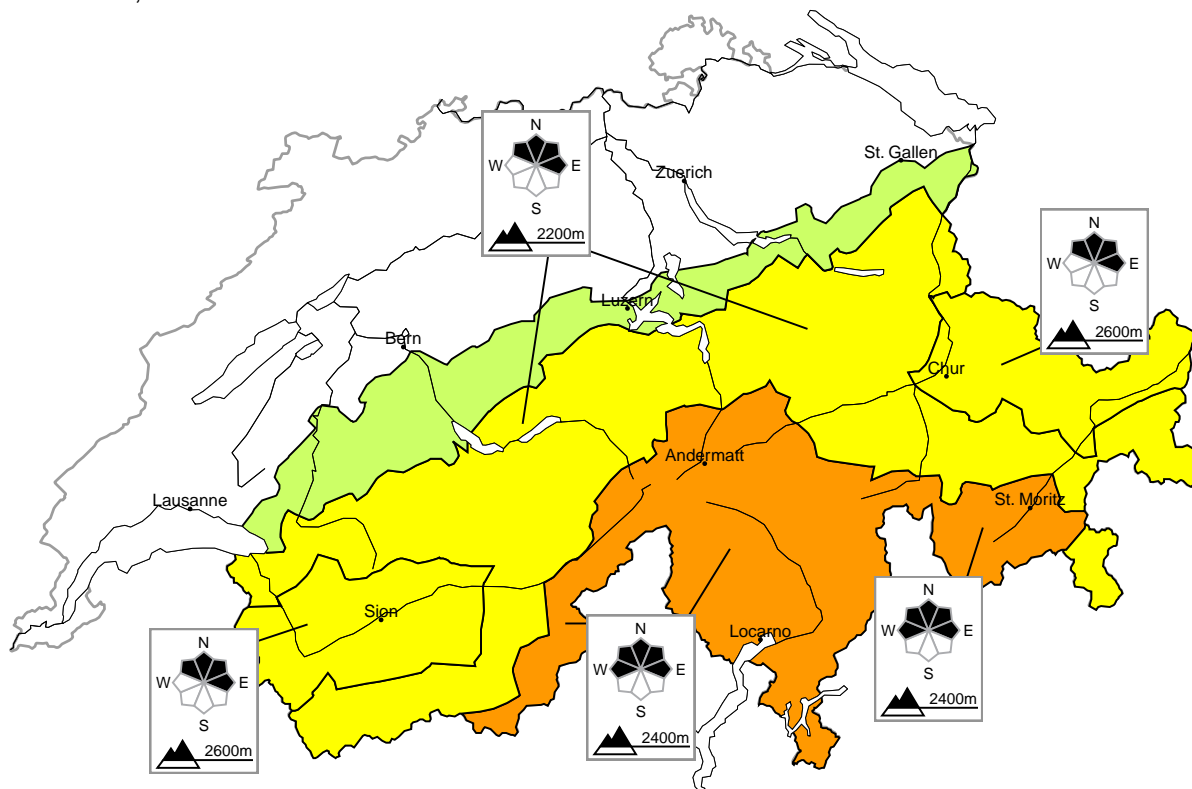 N
W E
S
2200m
St. Gallen
Zuerich
N
W E
S
2600m
Luzern
Bern
Chur
Andermatt
Lausanne
St. Moritz
Sion
Locarno
N
W E
S
2400m
N
W E
S
2400m
N
W E
S
2600m